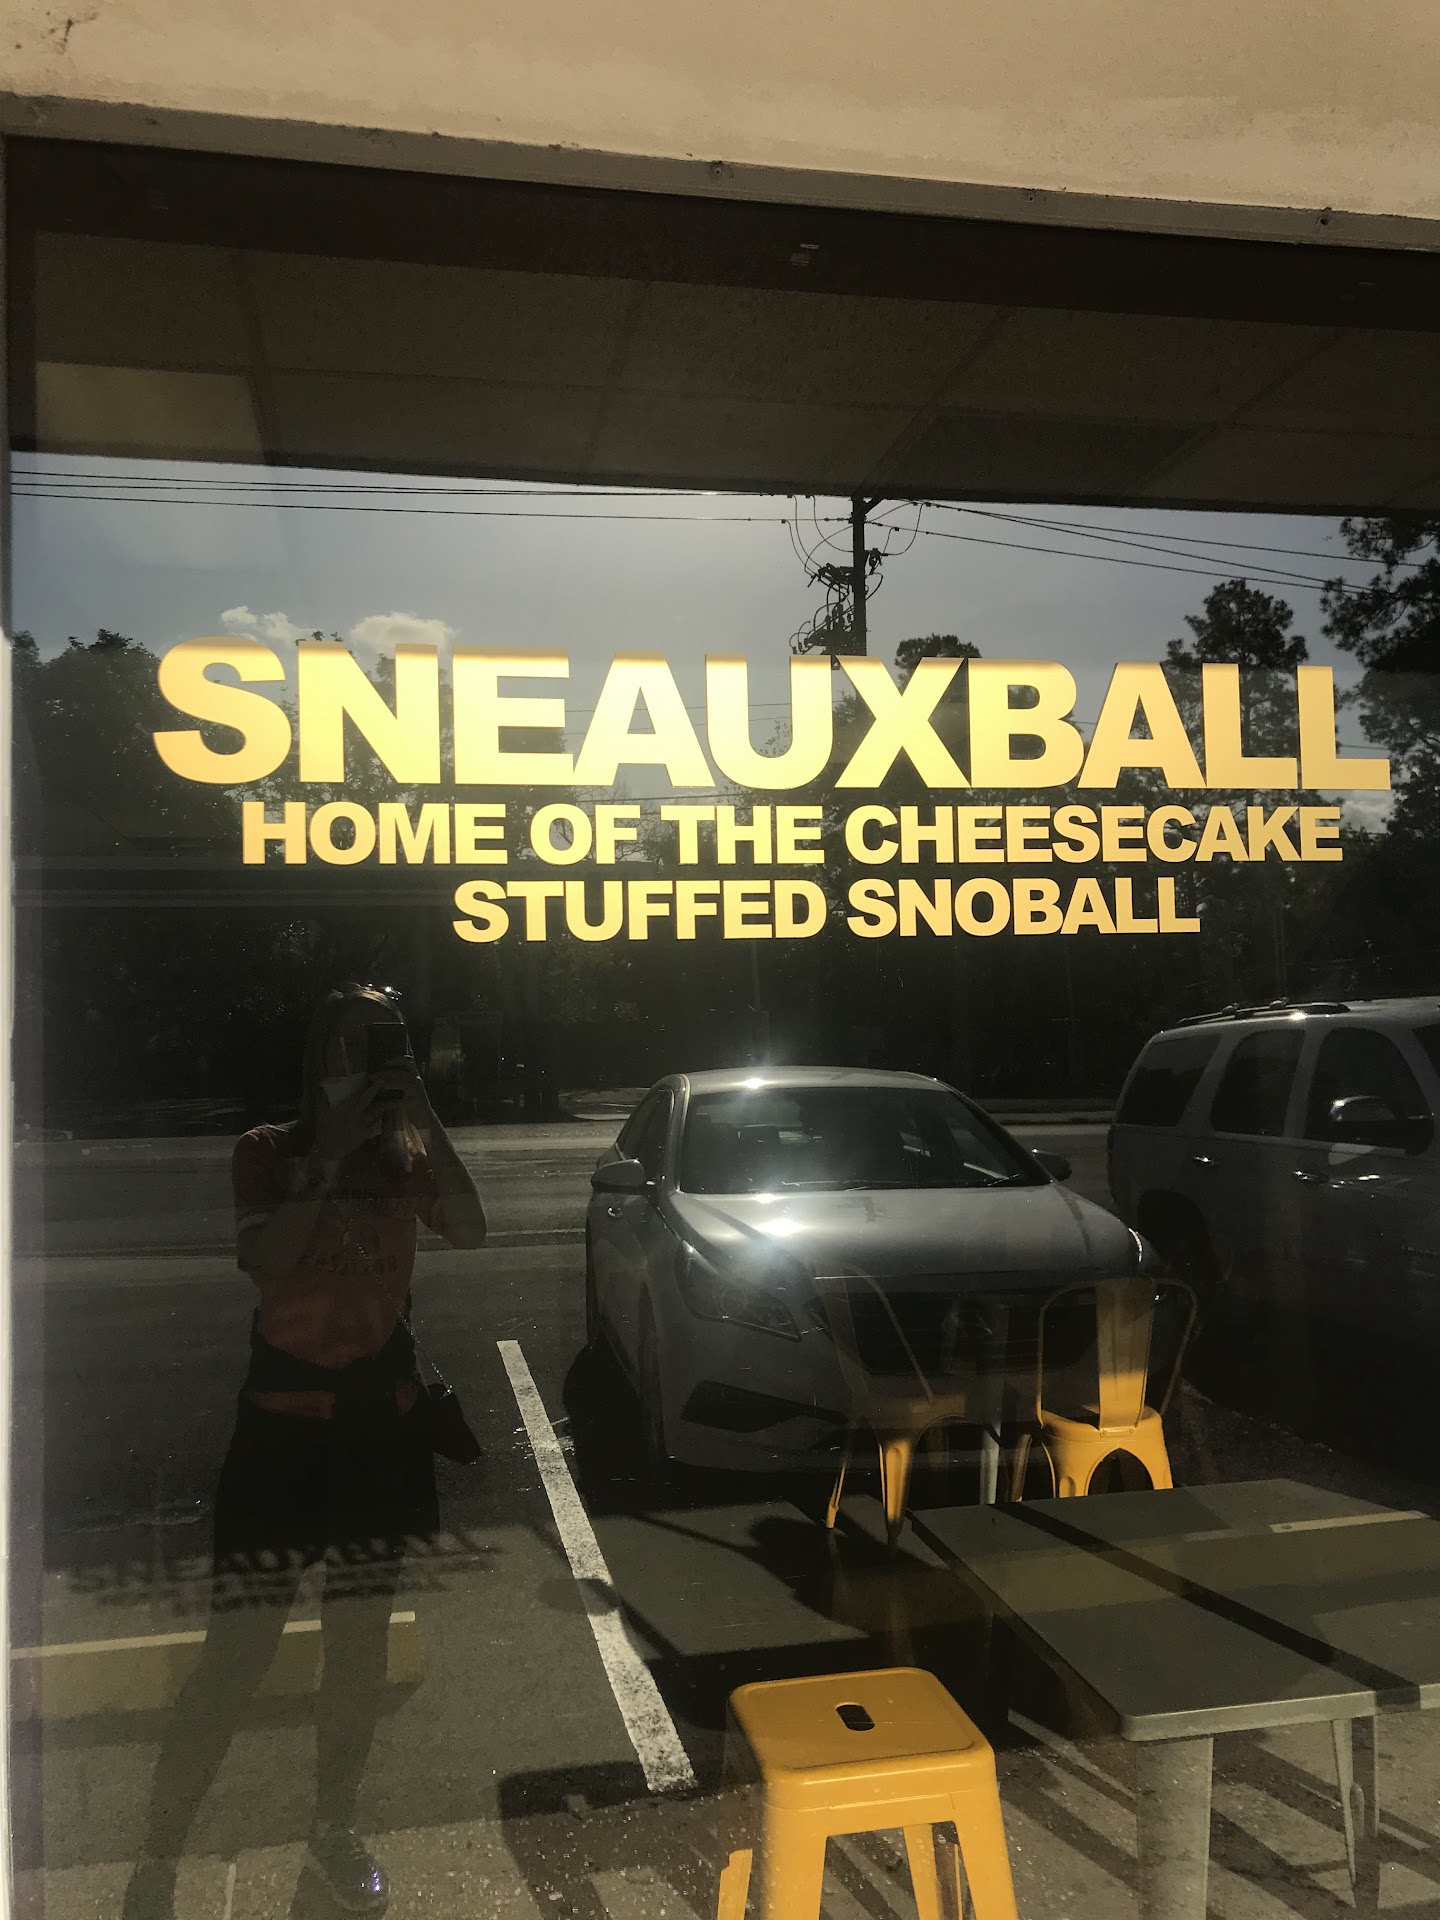 SNEAUXBALL
HOME OF THE CHEESECAKE
STUFFED SNOBALL